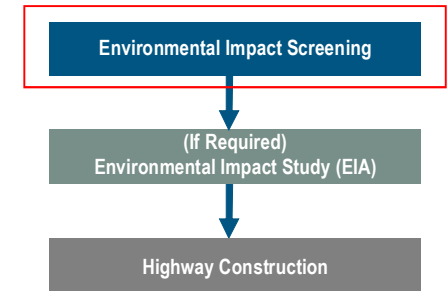 Environmental Impact Screening
(If Required)
Environmental Impact Study (EIA)
Highway Construction